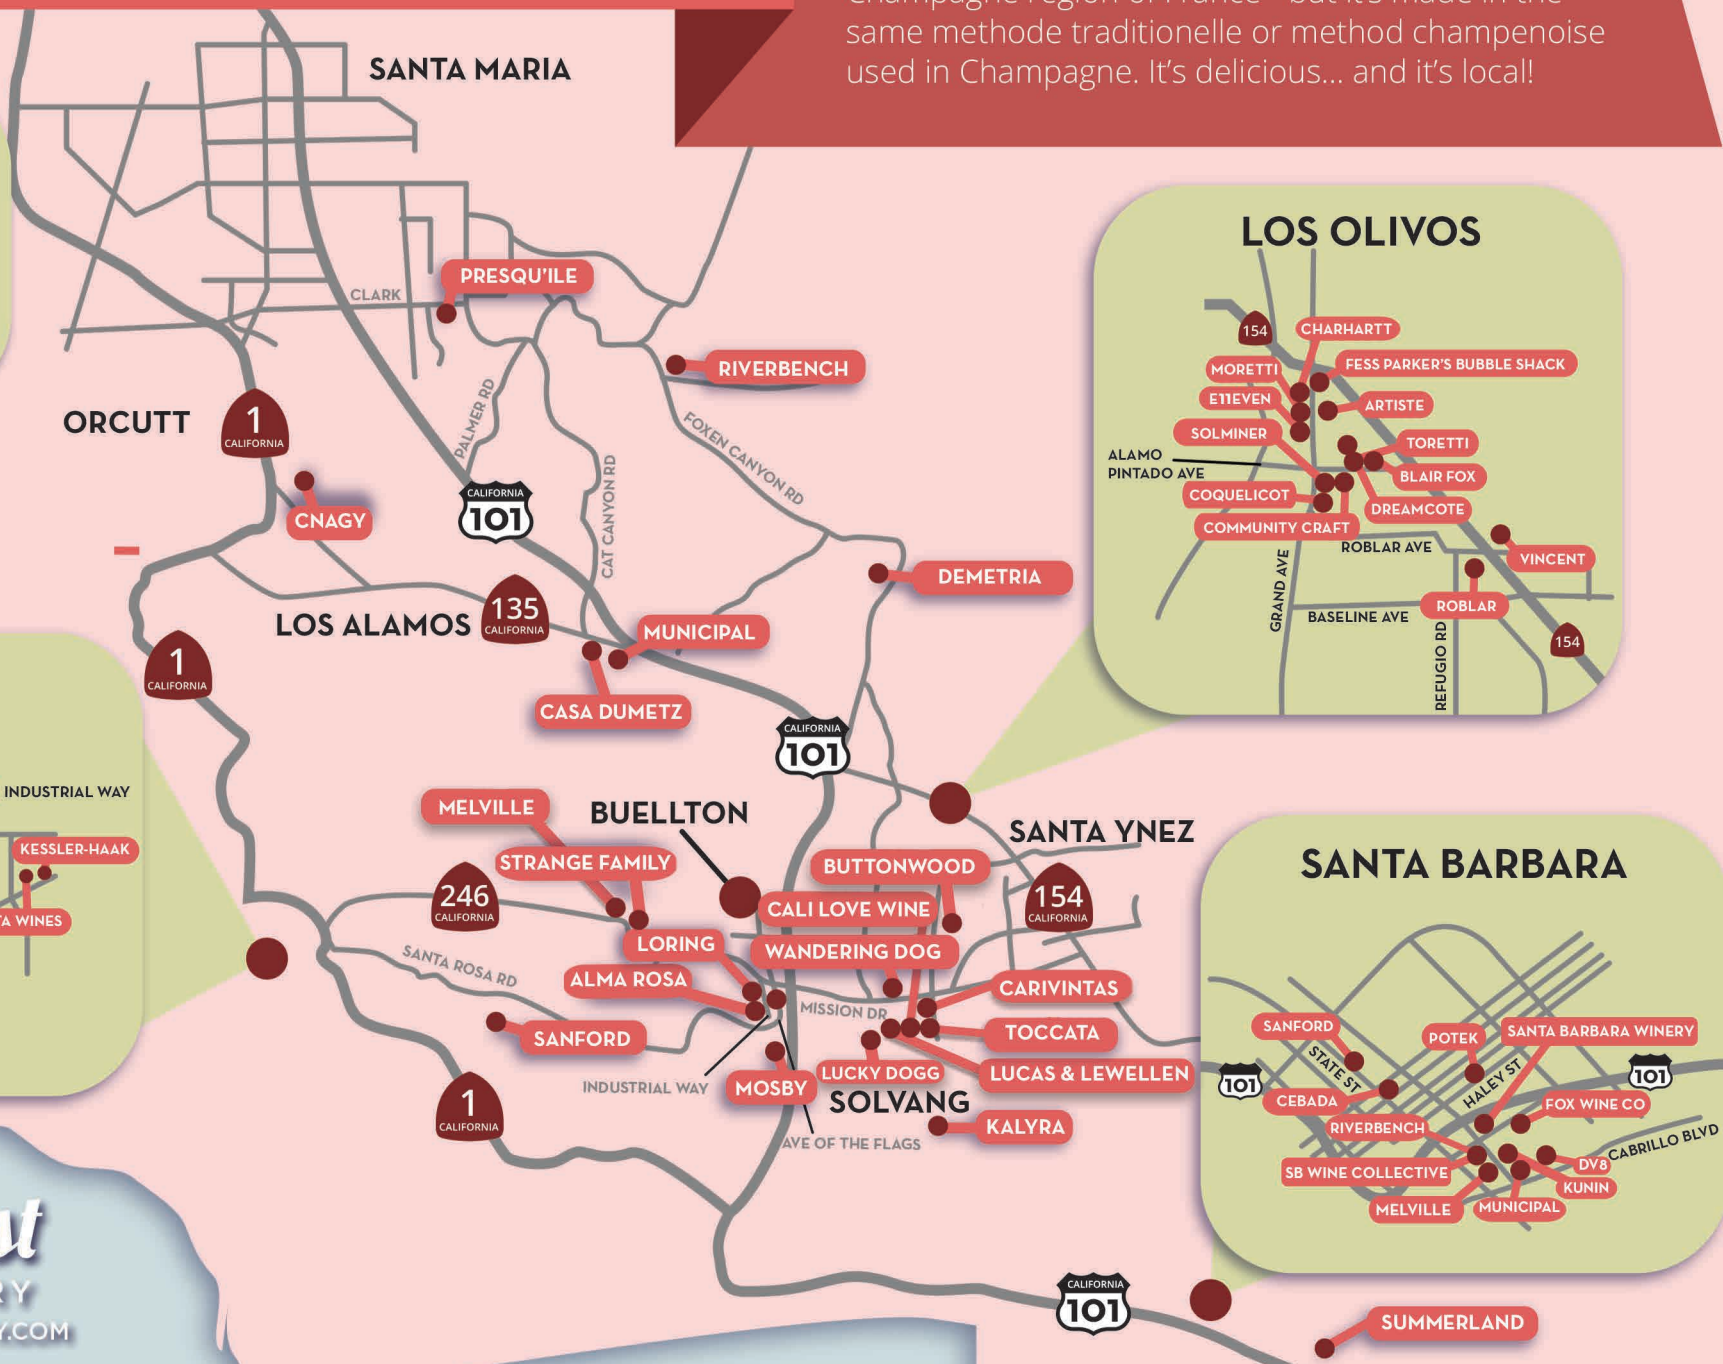 same methode traditionelle or method champenoise
used in Champagne. It's delicious... and it's local!
SANTA MARIA
PRESQU'ILE
CLARK
RIVERBENCH
ORCUTT
1
CALIFORNIA
PALMER RD
FOXEN CANYON RD
CAT CANYON RD
CALIFORNIA
101
CNAGY
DEMETRIA
LOS ALAMOS
135
CALIFORNIA
MUNICIPAL
1
CALIFORNIA
CASA DUMETZ
CALIFORNIA
101
LOS OLIVOS
154
CHARHARTT
MORETTI
FESS PARKER'S BUBBLE SHACK
E11EVEN
ARTISTE
SOLMINER
TORETTI
ALAMO
PINTADO AVE
BLAIR FOX
COQUELICOT
DREAMCOTE
COMMUNITY CRAFT
ROBLAR AVE
VINCENT
GRAND AVE
BASELINE AVE
ROBLAR
REFUGIO RD
154
INDUSTRIAL WAY
KESSLER-HAAK
A WINES
MELVILLE
BUELLTON
SANTA YNEZ
STRANGE FAMILY
BUTTONWOOD
246
CALIFORNIA
CALI LOVE WINE
154
CALIFORNIA
LORING
WANDERING DOG
SANTA ROSA RD
ALMA ROSA
CARIVINTAS
MISSION DR
SANFORD
TOCCATA
INDUSTRIAL WAY
MOSBY
LUCKY DOGG
LUCAS & LEWELLEN
SOLVANG
1
CALIFORNIA
KALYRA
AVE OF THE FLAGS
SANTA BARBARA
SANFORD
POTEK
SANTA BARBARA WINERY
STATE ST
101
HALEY ST
101
CEBADA
FOX WINE CO
RIVERBENCH
CABRILLO BLVD
SB WINE COLLECTIVE
DV8
KUNIN
MELVILLE
MUNICIPAL
RY
Y.COM
CALIFORNIA
101
SUMMERLAND